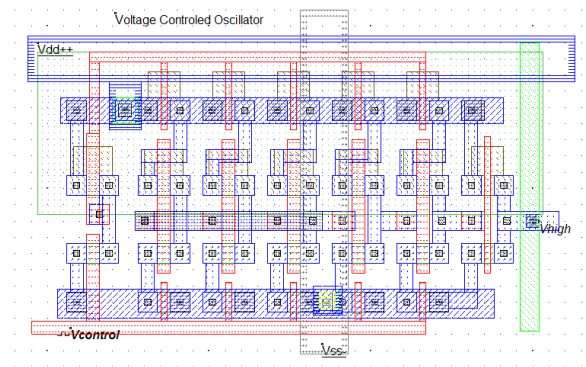 Voltage Controled Oscillator
Vdd++
Vhigh
Vcontrol
Vss-